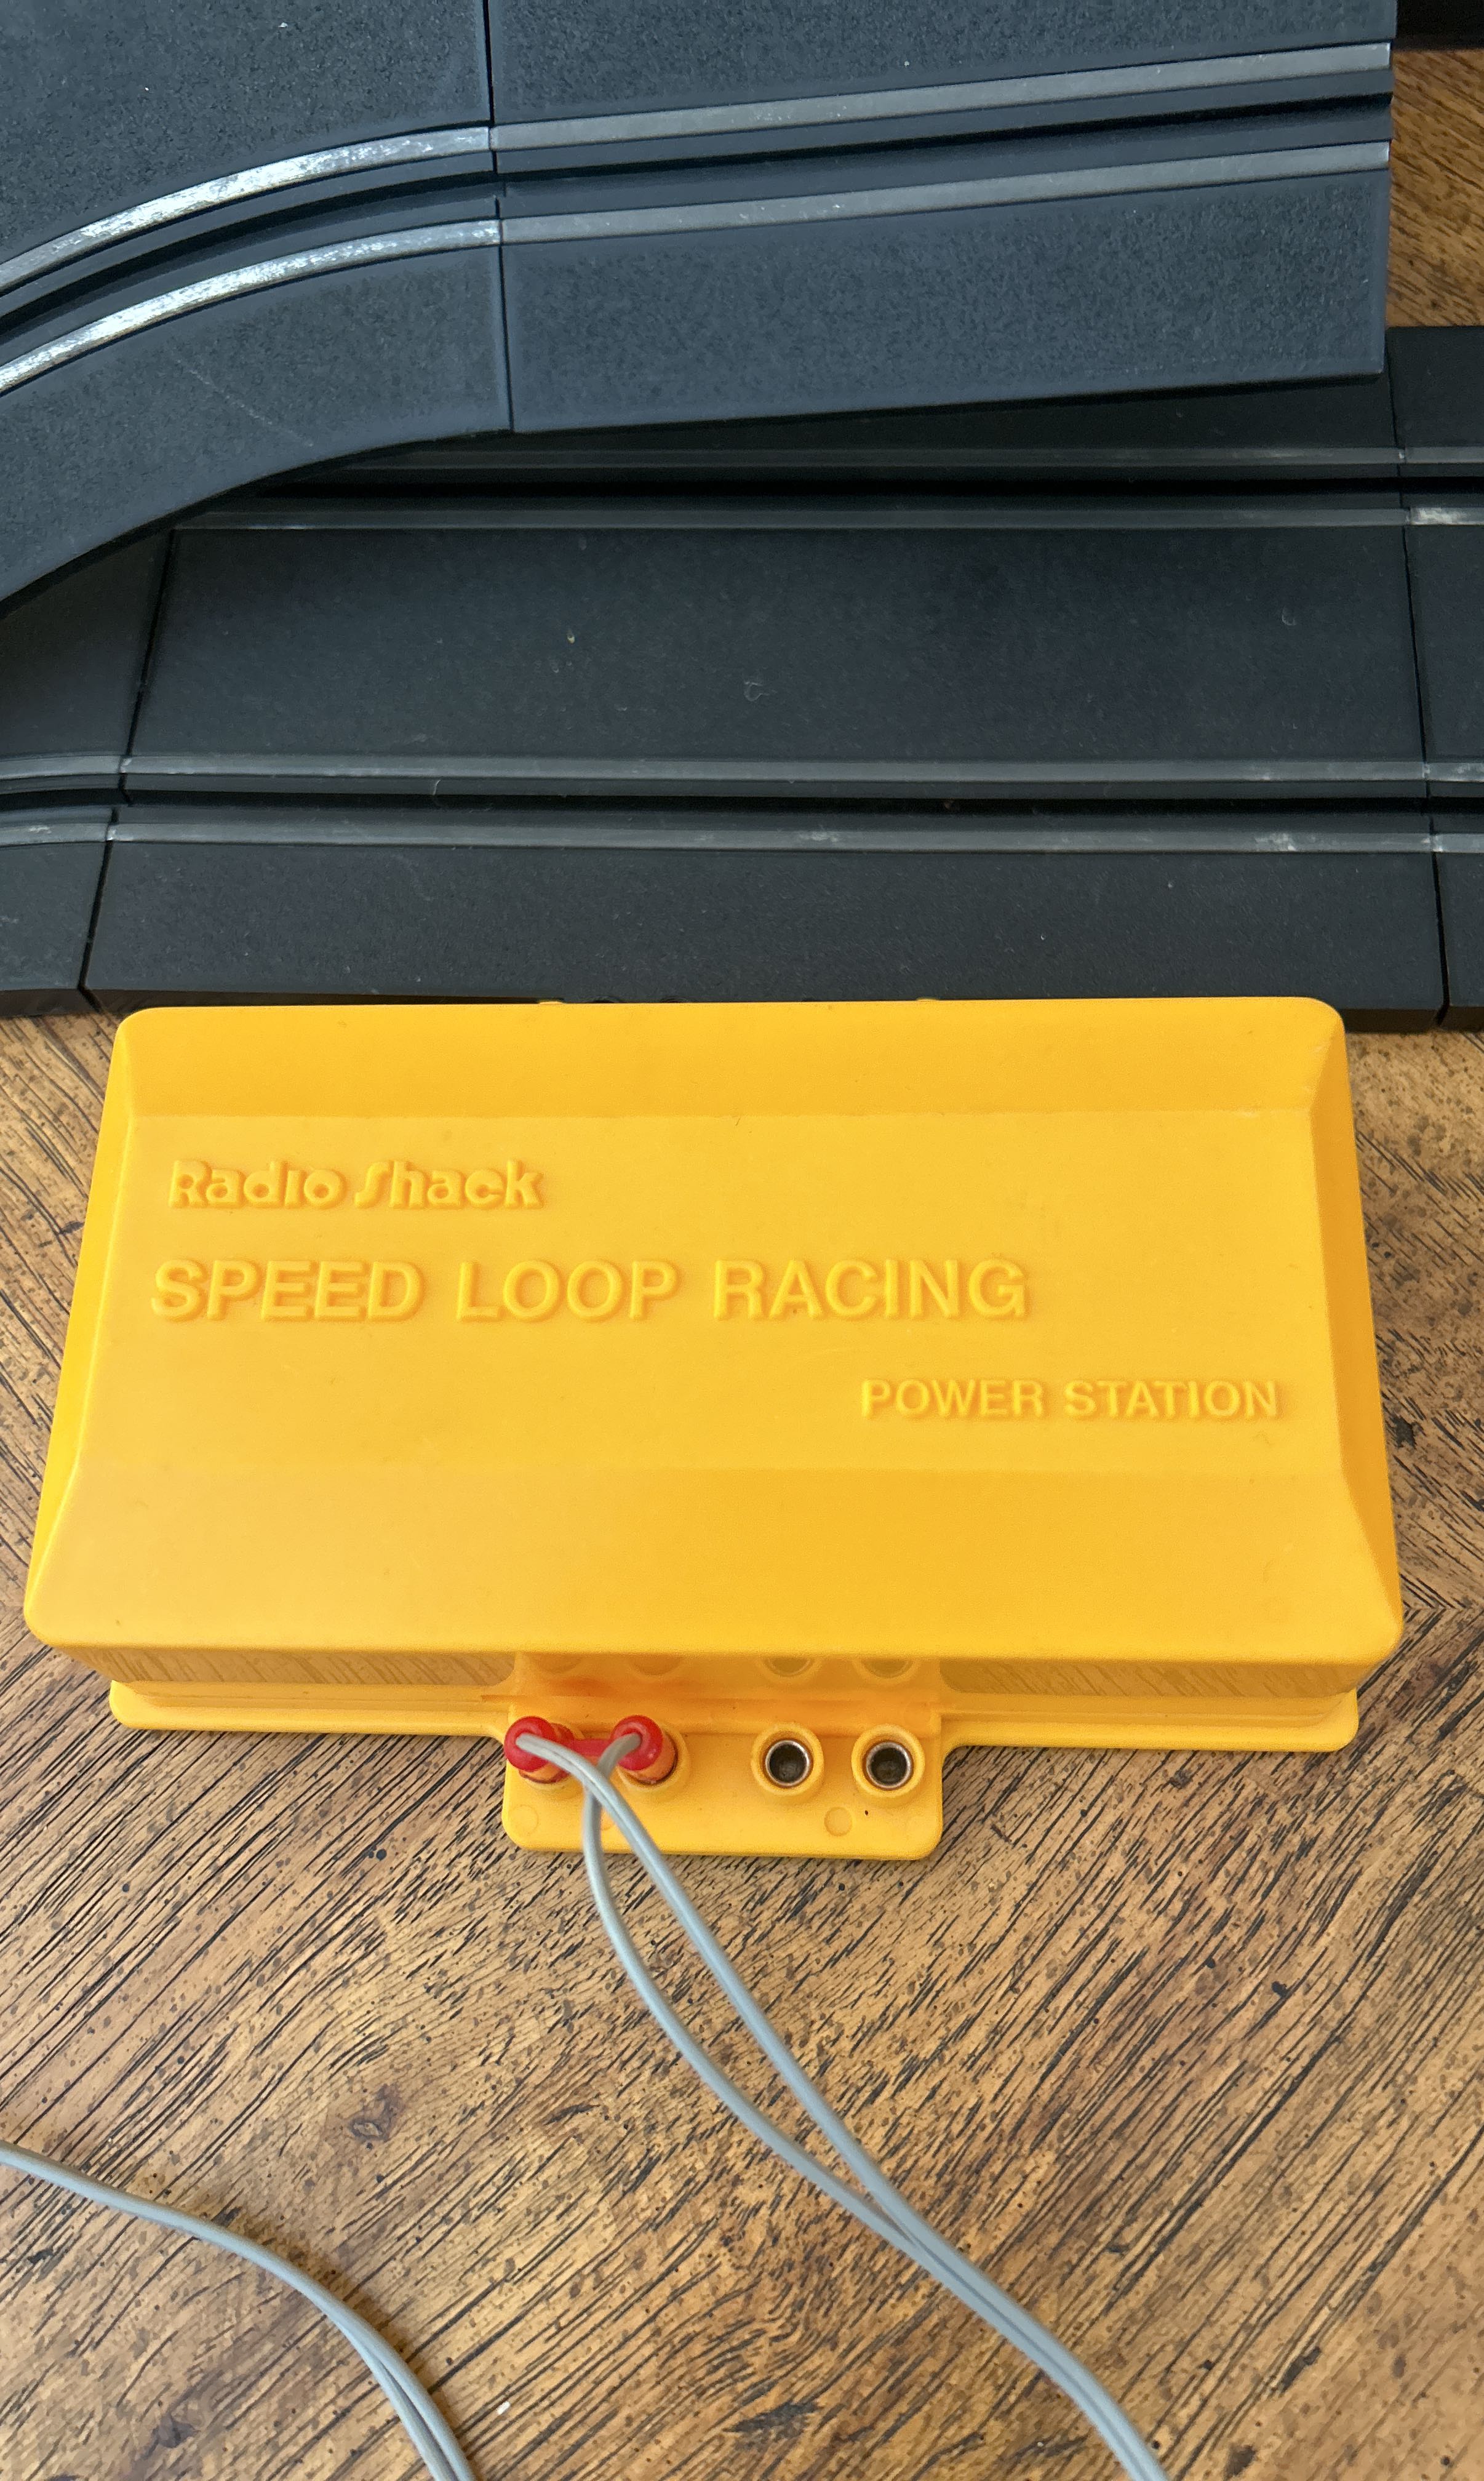 Radio Shack
SPEED LOOP RACING
POWER STATION